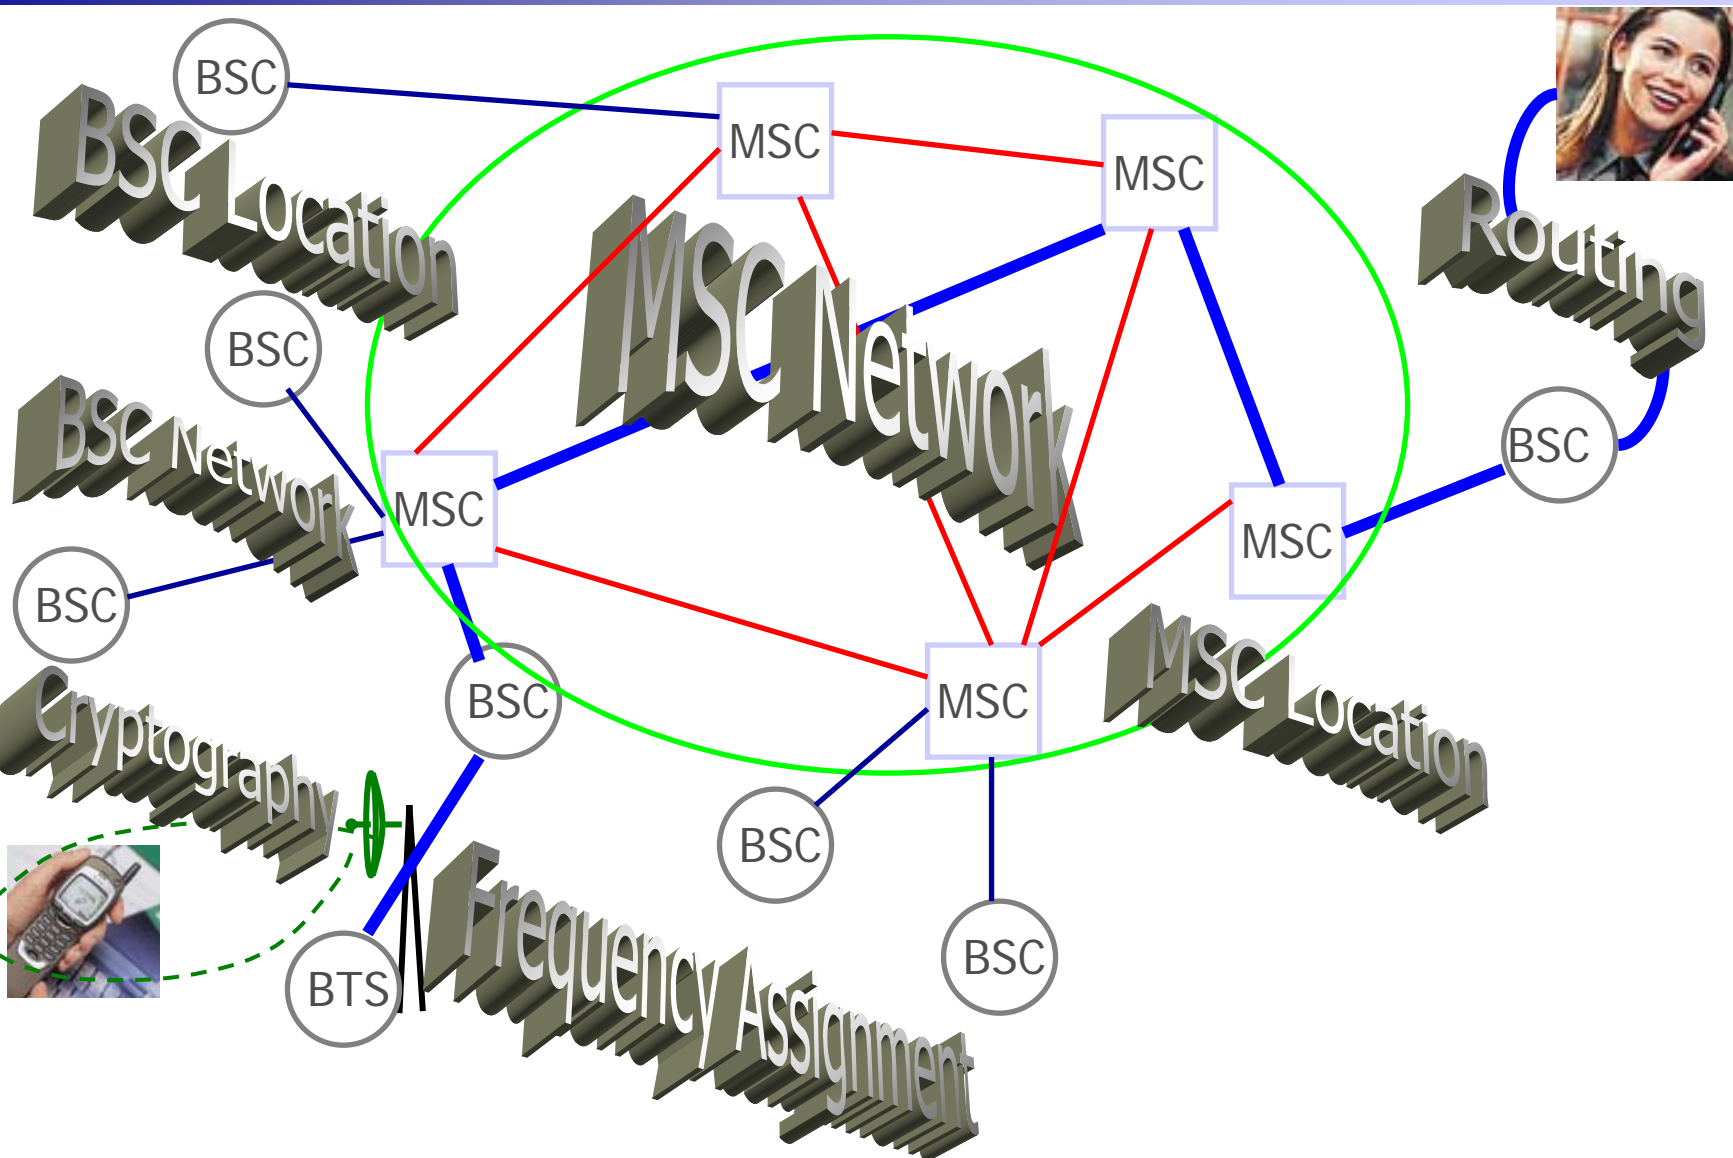 BSC
MSC
MSC
BSC Location
MSC Network
Routing
BSC
BSC Network
BSC
MSC
MSC
BSC
BSC
MSC
MSC Location
Cryptography
BSC
BTS
Frequency Assignment
BSC